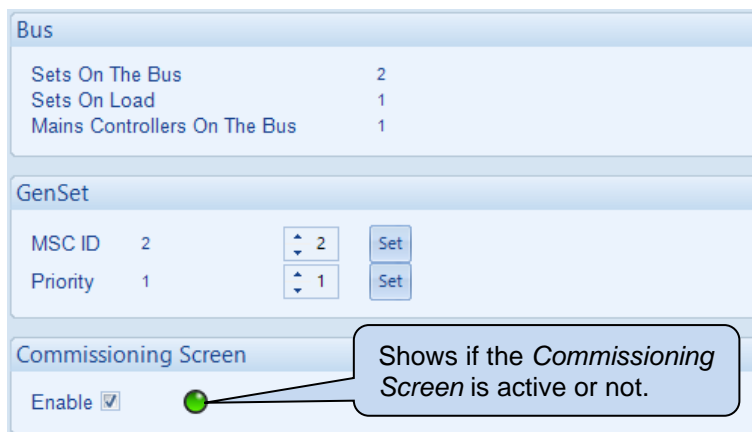 Bus
Sets On The Bus 2
Sets On Load 1
Mains Controllers On The Bus 1
GenSet
MSC ID 2 2 Set
Priority 1 1 Set
Commissioning Screen
Enable
Shows if the Commissioning
Screen is active or not.